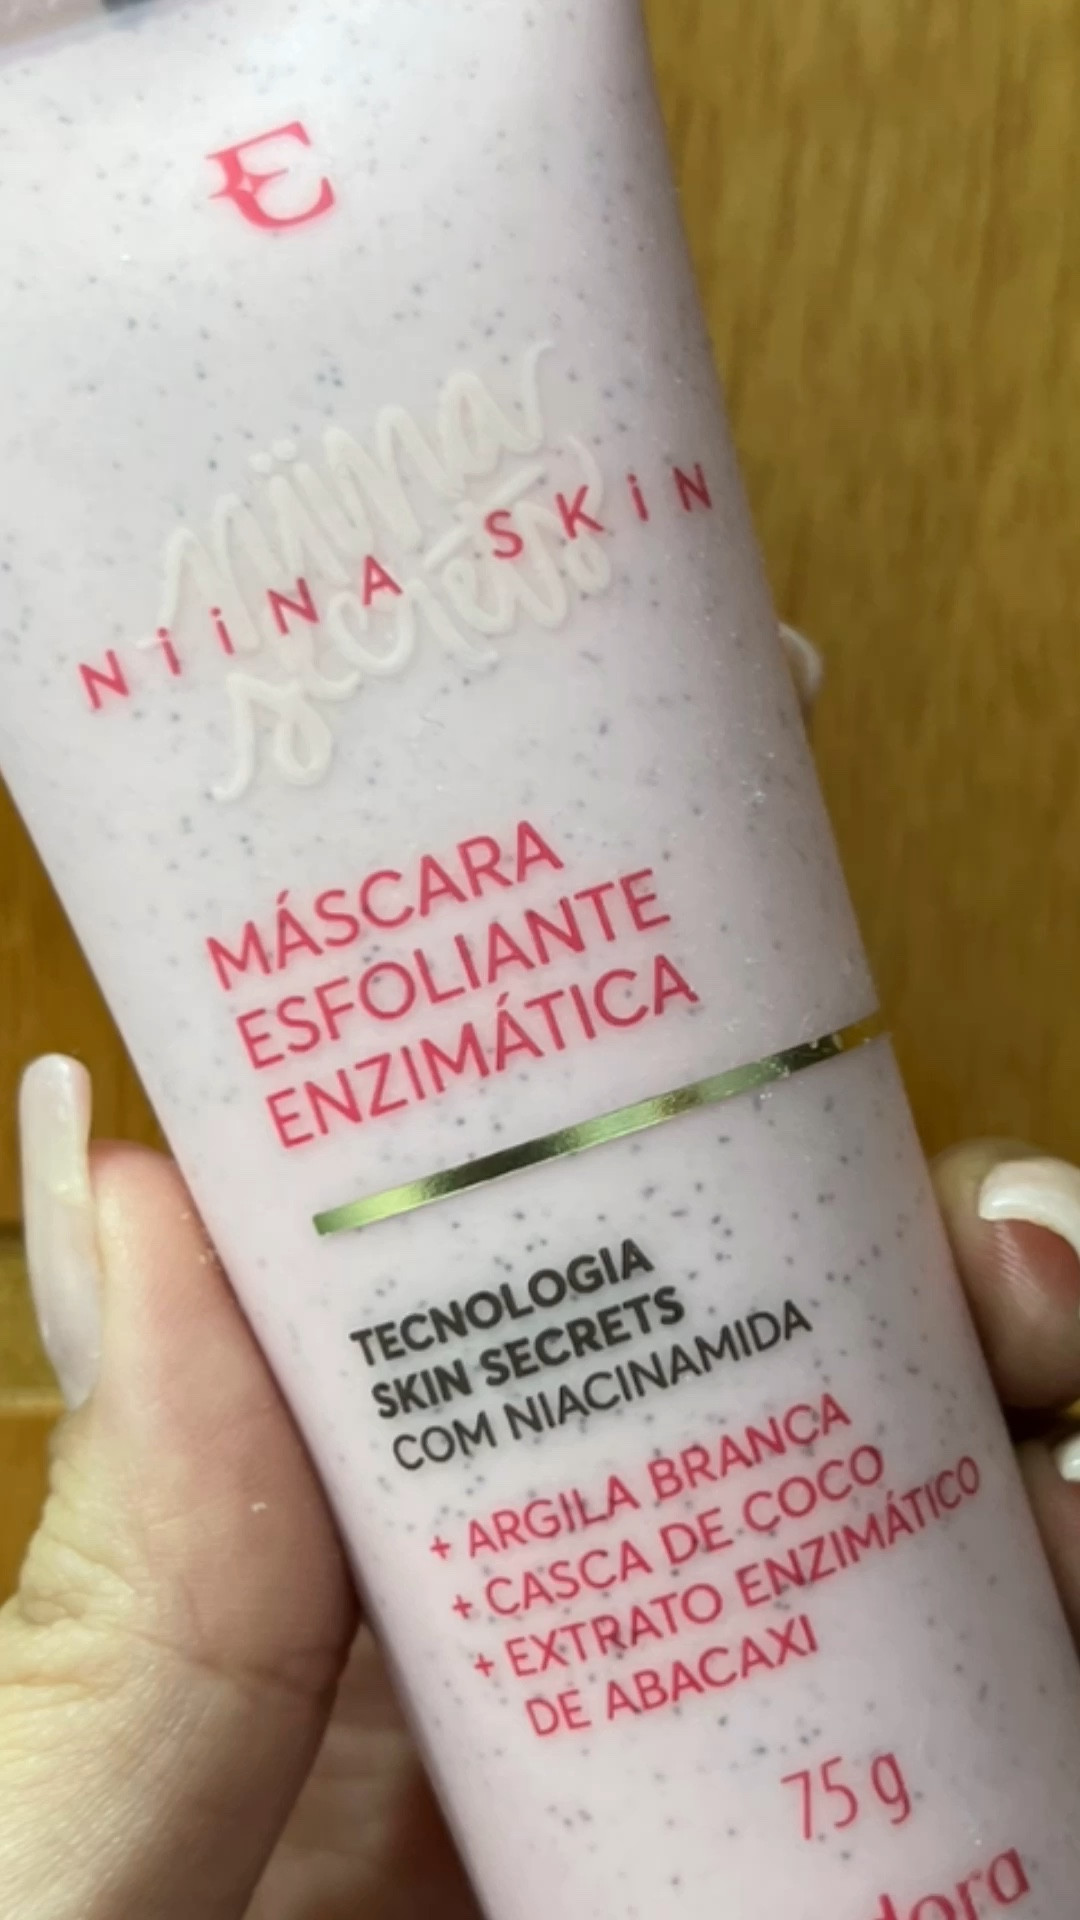 E
niina
secrets
NiiNA SKiN
MÁSCARA
ESFOLIANTE
ENZIMÁTICA
TECNOLOGIA
SKIN SECRETS
COM NIACINAMIDA
+ ARGILA BRANCA
+ CASCA DE COCO
+ EXTRATO ENZIMÁTICO
DE ABACAXI
75 g
dora